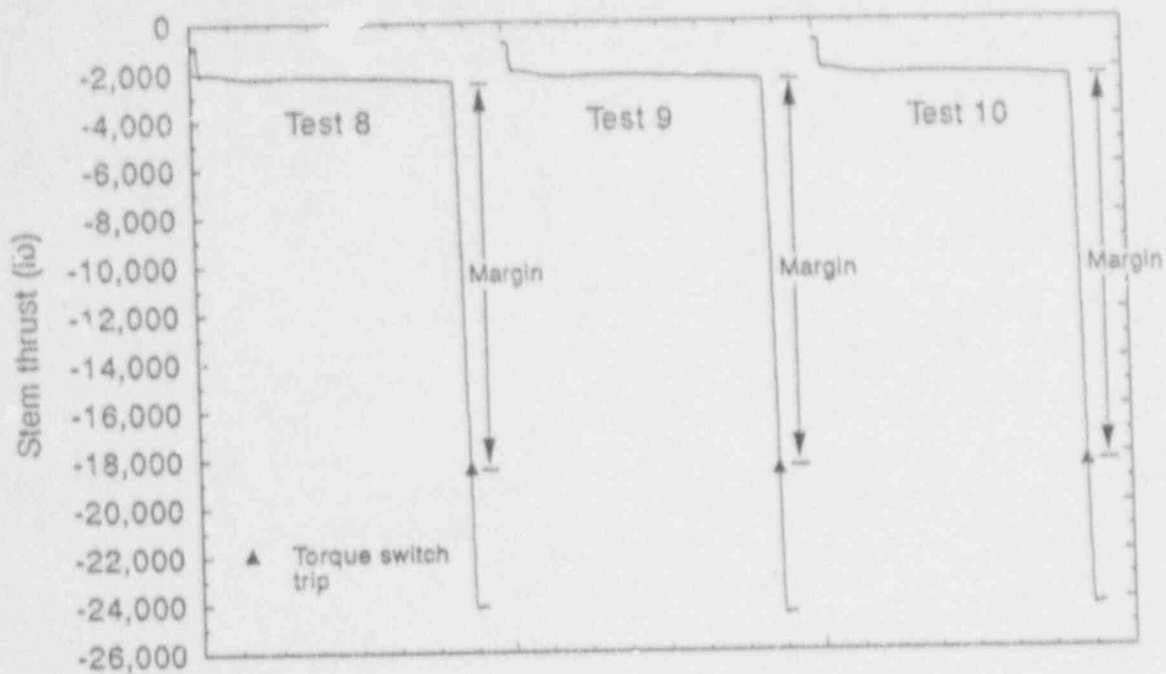 0
-2,000
-4,000
-6,000
-8,000
-10,000
-12,000
-14,000
-16,000
-18,000
-20,000
-22,000
-24,000
-26,000
Stem thrust (lb)
Test 8
Test 9
Test 10
Margin
Margin
Margin
▲ Torque switch
trip